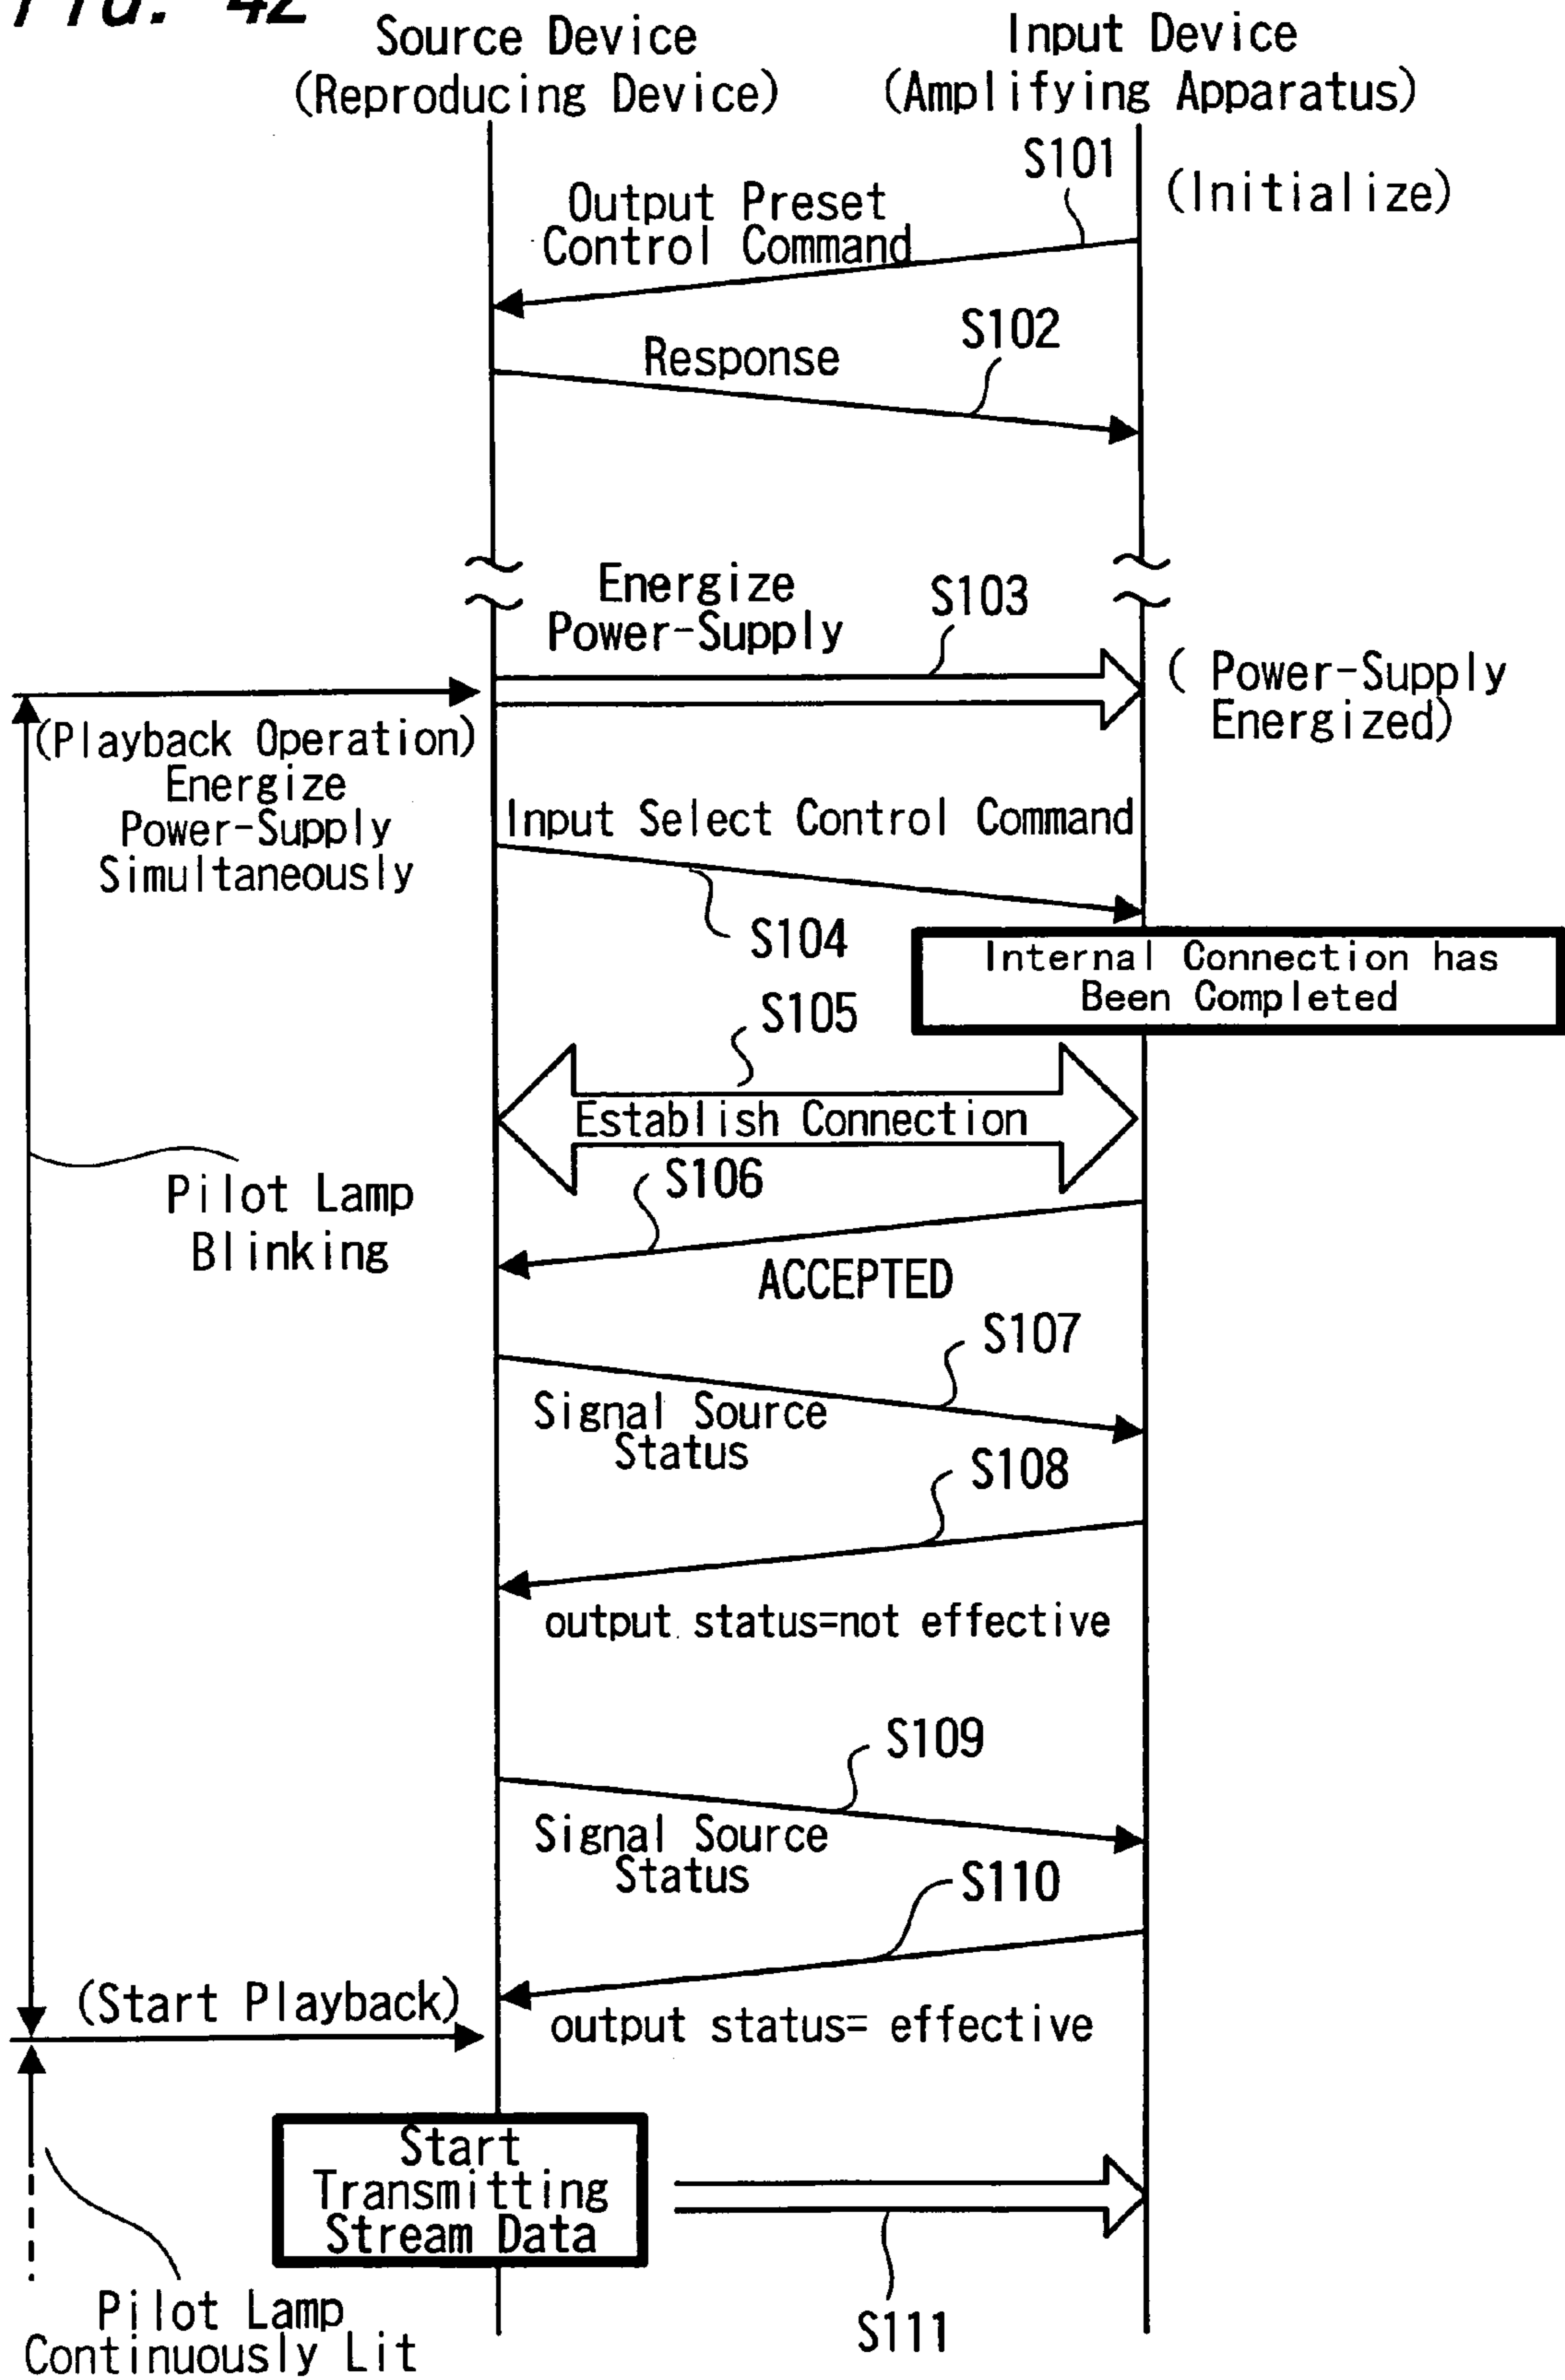 FIG. 42
Source Device
(Reproducing Device)
Input Device
(Amplifying Apparatus)
S101
(Initialize)
Output Preset
Control Command
S102
Response
Energize
Power-Supply
S103
( Power-Supply
Energized)
(Playback Operation)
Energize
Power-Supply
Simultaneously
Input Select Control Command
S104
Internal Connection has
Been Completed
S105
Establish Connection
S106
Pilot Lamp
Blinking
ACCEPTED
S107
Signal Source
Status
S108
output status=not effective
S109
Signal Source
Status
S110
(Start Playback)
output status= effective
Start
Transmitting
Stream Data
S111
Pilot Lamp
Continuously Lit